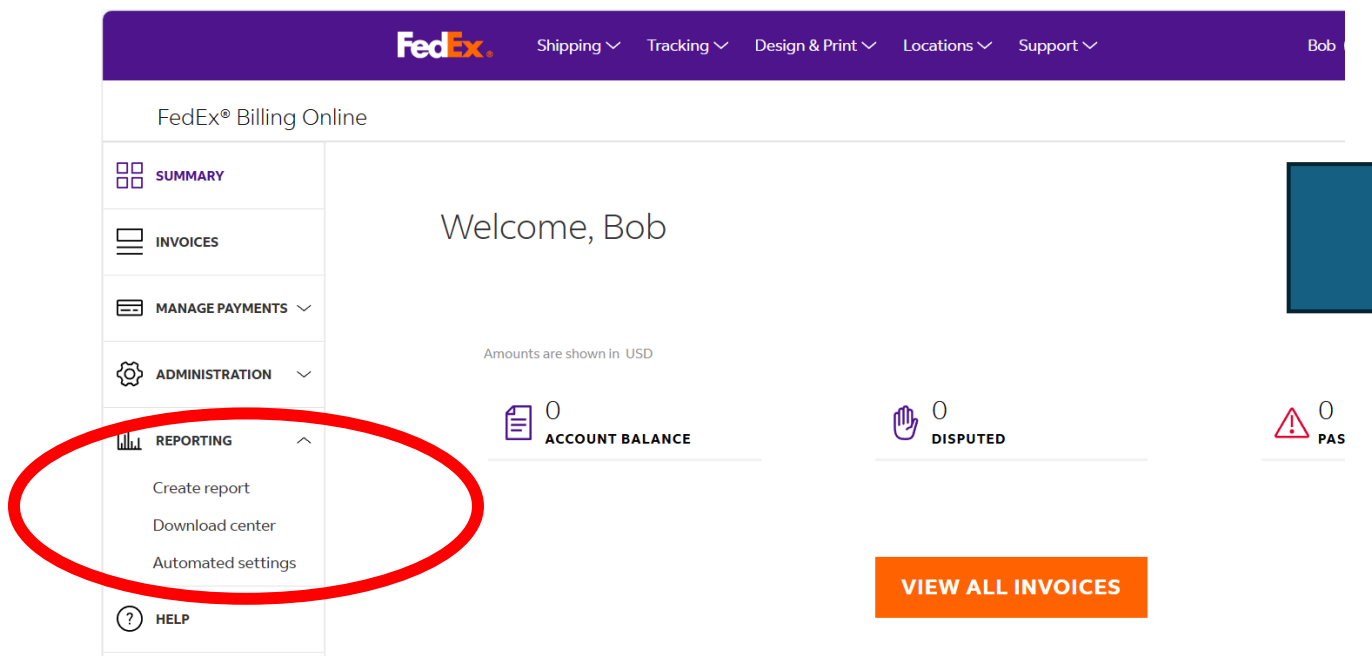 FedEx® Shipping Tracking Design & Print Locations Support Bob
FedEx® Billing Online
SUMMARY
INVOICES
MANAGE PAYMENTS
ADMINISTRATION
REPORTING
Create report
Download center
Automated settings
HELP
Welcome, Bob
Amounts are shown in USD
0
ACCOUNT BALANCE
0
DISPUTED
0
PAS
VIEW ALL INVOICES